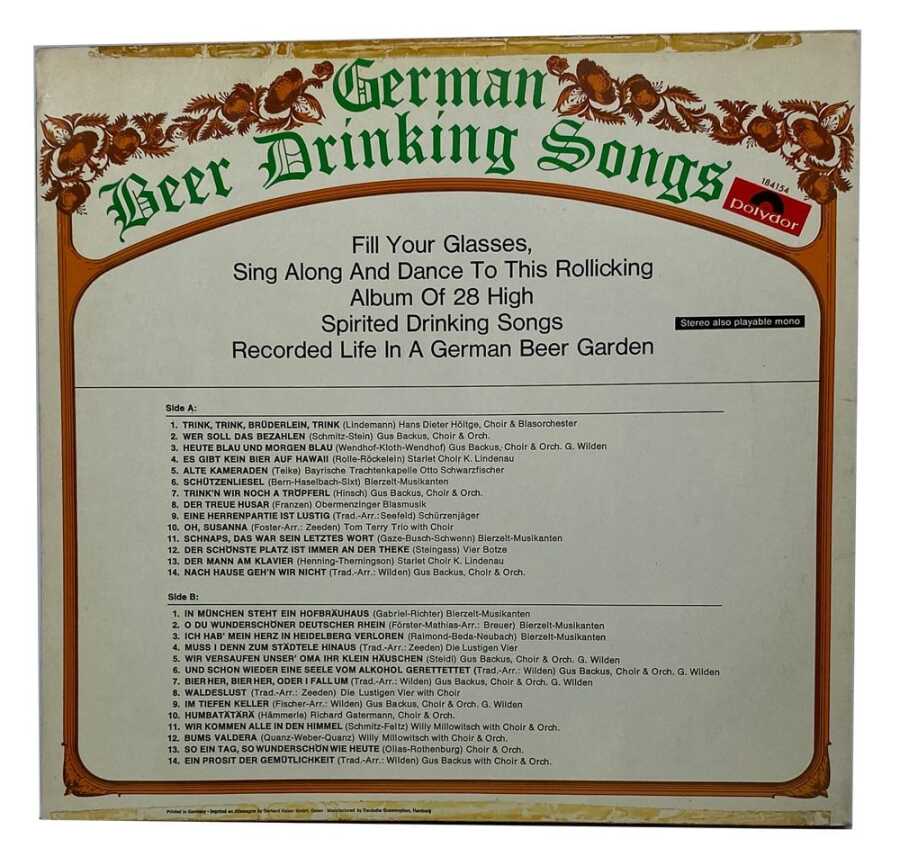 German
Beer Drinking Songs
184154
Polydor
Fill Your Glasses,
Sing Along And Dance To This Rollicking
Album Of 28 High
Spirited Drinking Songs
Recorded Life In A German Beer Garden
Stereo also playable mono
Side A:
1. TRINK, TRINK, BRÜDERLEIN, TRINK (Lindemann) Hans Dieter Höltge, Choir & Blasorchester
2. WER SOLL DAS BEZAHLEN (Schmitz-Stein) Gus Backus, Choir & Orch.
3. HEUTE BLAU UND MORGEN BLAU (Wendhof-Kloth-Wendhof) Gus Backus, Choir & Orch. G. Wilden
4. ES GIBT KEIN BIER AUF HAWAII (Rolle-Röckelein) Starlet Choir K. Lindenau
5. ALTE KAMERADEN (Teike) Bayrische Trachtenkapelle Otto Schwarzfischer
6. SCHÜTZENLIESEL (Bern-Haselbach-Sixt) Bierzelt-Musikanten
7. TRINK'N WIR NOCH A TRÖPFERL (Hinsch) Gus Backus, Choir & Orch.
8. DER TREUE HUSAR (Franzen) Obermenzinger Blasmusik
9. EINE HERRENPARTIE IST LUSTIG (Trad.-Arr.:Seefeld) Schürzenjäger
10. OH, SUSANNA (Foster-Arr.: Zeeden) Tom Terry Trio with Choir
11. SCHNAPS, DAS WAR SEIN LETZTES WORT (Gaze-Busch-Schwenn) Bierzelt-Musikanten
12. DER SCHÖNSTE PLATZ IST IMMER AN DER THEKE (Steingass) Vier Botze
13. DER MANN AM KLAVIER (Henning-Therningson) Starlet Choir K. Lindenau
14. NACH HAUSE GEH'N WIR NICHT (Trad.-Arr.: Wilden) Gus Backus, Choir & Orch.
Side B:
1. IN MÜNCHEN STEHT EIN HOFBRÄUHAUS (Gabriel-Richter) Bierzelt-Musikanten
2. O DU WUNDERSCHÖNER DEUTSCHER RHEIN (Förster-Mathias-Arr.: Breuer) Bierzelt-Musikanten
3. ICH HAB' MEIN HERZ IN HEIDELBERG VERLOREN (Raimond-Beda-Neubach) Bierzelt-Musikanten
4. MUSS I DENN ZUM STÄDTELE HINAUS (Trad.-Arr.: Zeeden) Die Lustigen Vier
5. WIR VERSAUFEN UNSER' OMA IHR KLEIN HÄUSCHEN (Steidl) Gus Backus, Choir & Orch. G. Wilden
6. UND SCHON WIEDER EINE SEELE VOM ALKOHOL GERETTETTET (Trad.-Arr.: Wilden) Gus Backus, Choir & Orch. G. Wilden
7. BIER HER, BIER HER, ODER I FALL UM (Trad.-Arr.: Wilden) Gus Backus, Choir & Orch. G. Wilden
8. WALDESLUST (Trad.-Arr.: Zeeden) Die Lustigen Vier with Choir
9. IM TIEFEN KELLER (Fischer-Arr.: Wilden) Gus Backus, Choir & Orch. G. Wilden
10. HUMBATÄTÄRÄ (Hämmerle) Richard Gatermann, Choir & Orch.
11. WIR KOMMEN ALLE IN DEN HIMMEL (Schmitz-Feltz) Willy Millowitsch with Choir & Orch.
12. BUMS VALDERA (Quanz-Weber-Quanz) Willy Millowitsch with Choir & Orch.
13. SO EIN TAG, SO WUNDERSCHÖN WIE HEUTE (Olias-Rothenburg) Choir & Orch.
14. EIN PROSIT DER GEMÜTLICHKEIT (Trad.-Arr.: Wilden) Gus Backus with Choir & Orch.
Printed in Germany - Imprimé en Allemagne by Gerhard Kaiser GmbH, Essen · Manufactured by Deutsche Grammophon, Hamburg